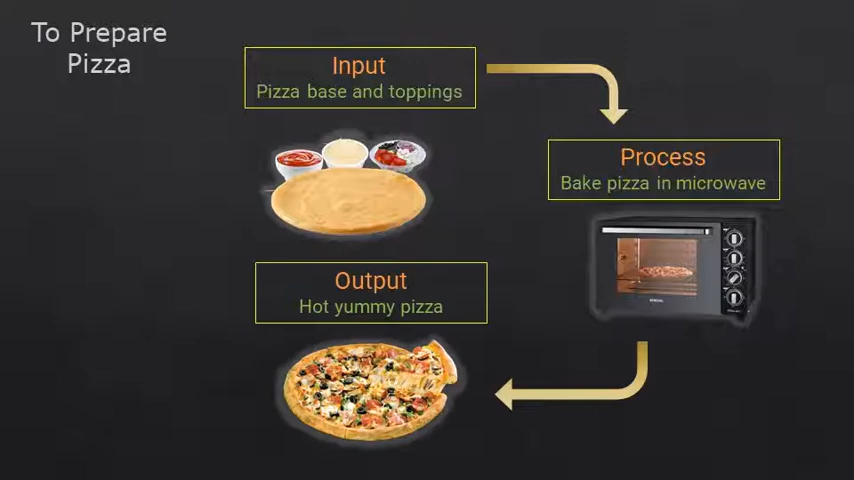 To Prepare
Pizza
Input
Pizza base and toppings
Process
Bake pizza in microwave
Output
Hot yummy pizza